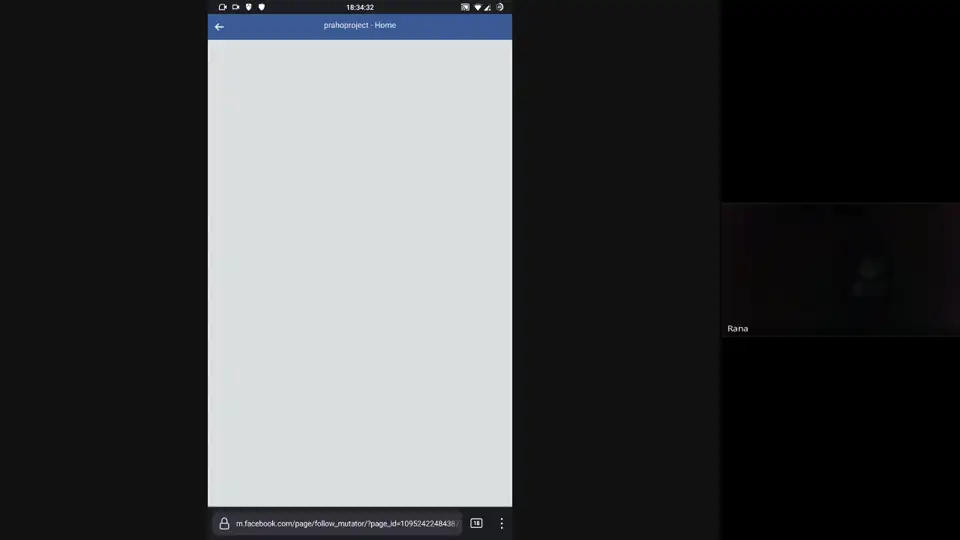 18:34:32
prahoproject - Home
Rana
m.facebook.com/page/follow_mutator/?page_id=1095242248438
18